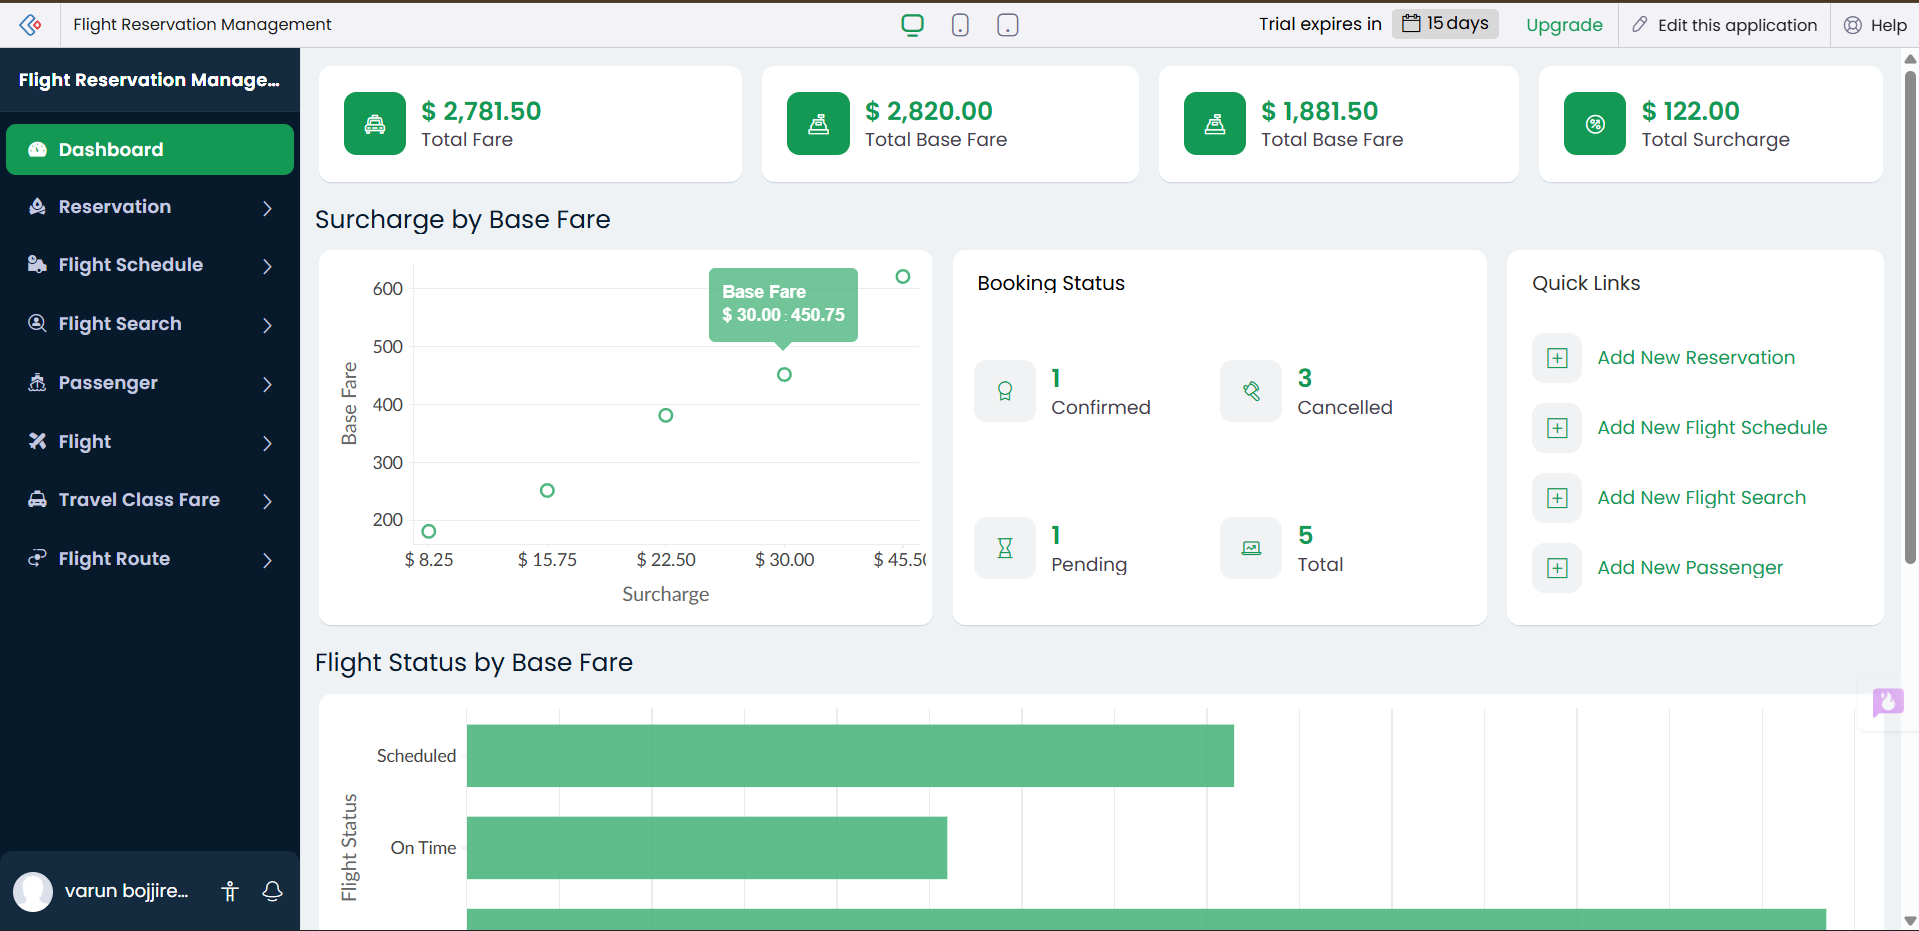 Flight Reservation Management
Trial expires in 15 days
Upgrade
Edit this application
Help
Flight Reservation Manage...
Dashboard
Reservation
Flight Schedule
Flight Search
Passenger
Flight
Travel Class Fare
Flight Route
varun bojjire...
$ 2,781.50
Total Fare
$ 2,820.00
Total Base Fare
$ 1,881.50
Total Base Fare
$ 122.00
Total Surcharge
Surcharge by Base Fare
Base Fare
600
500
400
300
200
Base Fare
$ 30.00 : 450.75
$ 8.25
$ 15.75
$ 22.50
$ 30.00
$ 45.50
Surcharge
Booking Status
1
Confirmed
3
Cancelled
1
Pending
5
Total
Quick Links
Add New Reservation
Add New Flight Schedule
Add New Flight Search
Add New Passenger
Flight Status by Base Fare
Flight Status
Scheduled
On Time